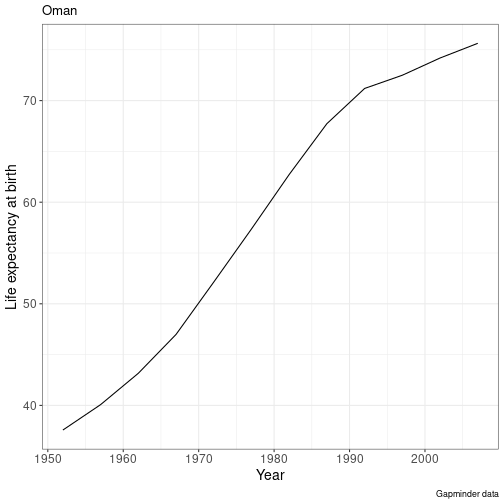 Oman
70
60
50
40
Life expectancy at birth
1950 1960 1970 1980 1990 2000
Year
Gapminder data